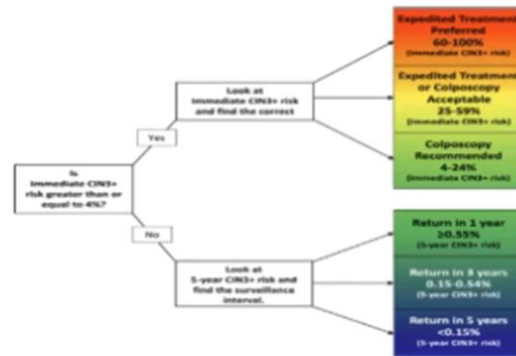 Is
Immediate CIN3+
risk greater than or
equal to 4%?
Yes
No
Look at
immediate CIN3+ risk
and find the correct
Look at
5-year CIN3+ risk and
find the surveillance
interval.
Expedited Treatment
Preferred
60-100%
(immediate CIN3+ risk)
Expedited Treatment
or Colposcopy
Acceptable
25-59%
(immediate CIN3+ risk)
Colposcopy
Recommended
4-24%
(immediate CIN3+ risk)
Return in 1 year
≥0.55%
(5-year CIN3+ risk)
Return in 3 years
0.15-0.54%
(5-year CIN3+ risk)
Return in 5 years
<0.15%
(5-year CIN3+ risk)